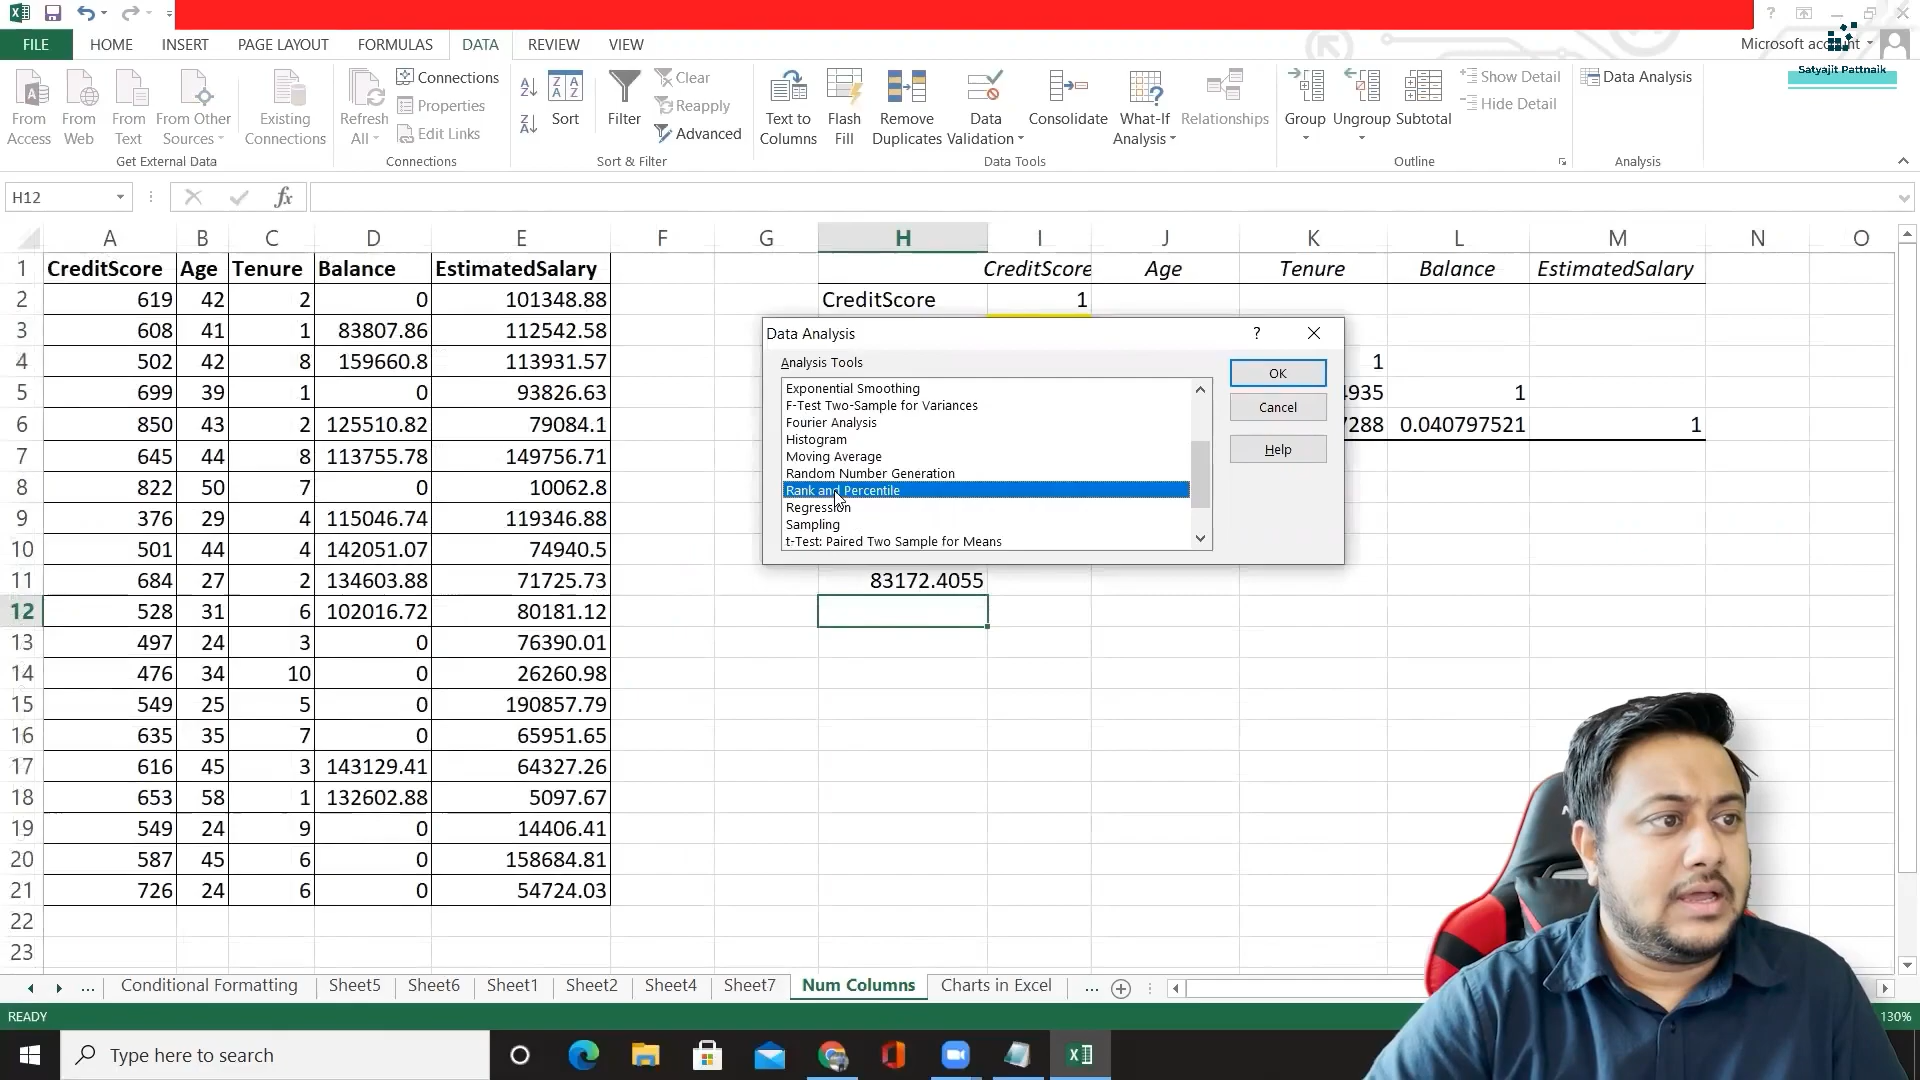 Microsoft account
Satyajit Pattnaik
FILE HOME INSERT PAGE LAYOUT FORMULAS DATA REVIEW VIEW
From Access
From Web
From Text
From Other Sources
Existing Connections
Get External Data
Refresh All
Connections
Properties
Edit Links
Connections
Sort
Filter
Clear
Reapply
Advanced
Sort & Filter
Text to Columns
Flash Fill
Remove Duplicates
Data Validation
Consolidate
What-If Analysis
Relationships
Data Tools
Group
Ungroup
Subtotal
Show Detail
Hide Detail
Outline
Data Analysis
Analysis
H12
fx
A B C D E F G H I J K L M N O
1 CreditScore Age Tenure Balance EstimatedSalary CreditScore Age Tenure Balance EstimatedSalary
2 619 42 2 0 101348.88 CreditScore 1
3 608 41 1 83807.86 112542.58
4 502 42 8 159660.8 113931.57 1
5 699 39 1 0 93826.63 1
6 850 43 2 125510.82 79084.1 0.040797521 1
7 645 44 8 113755.78 149756.71
8 822 50 7 0 10062.8
9 376 29 4 115046.74 119346.88
10 501 44 4 142051.07 74940.5
11 684 27 2 134603.88 71725.73 83172.4055
12 528 31 6 102016.72 80181.12
13 497 24 3 0 76390.01
14 476 34 10 0 26260.98
15 549 25 5 0 190857.79
16 635 35 7 0 65951.65
17 616 45 3 143129.41 64327.26
18 653 58 1 132602.88 5097.67
19 549 24 9 0 14406.41
20 587 45 6 0 158684.81
21 726 24 6 0 54724.03
22
23
Data Analysis ?
Analysis Tools
Exponential Smoothing
F-Test Two-Sample for Variances
Fourier Analysis
Histogram
Moving Average
Random Number Generation
Rank and Percentile
Regression
Sampling
t-Test: Paired Two Sample for Means
OK
Cancel
Help
... Conditional Formatting Sheet5 Sheet6 Sheet1 Sheet2 Sheet4 Sheet7 Num Columns Charts in Excel ...
READY
130%
Type here to search